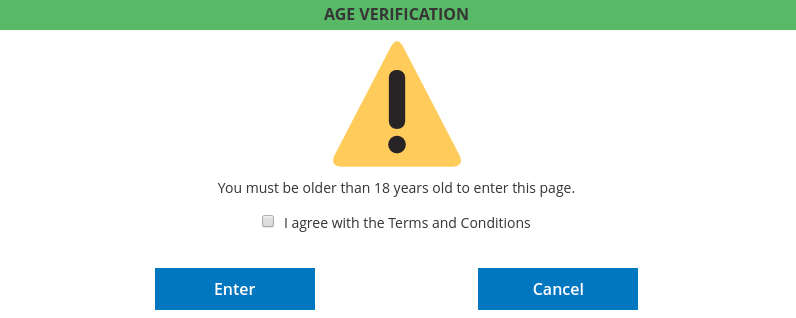 AGE VERIFICATION
You must be older than 18 years old to enter this page.
I agree with the Terms and Conditions
Enter
Cancel